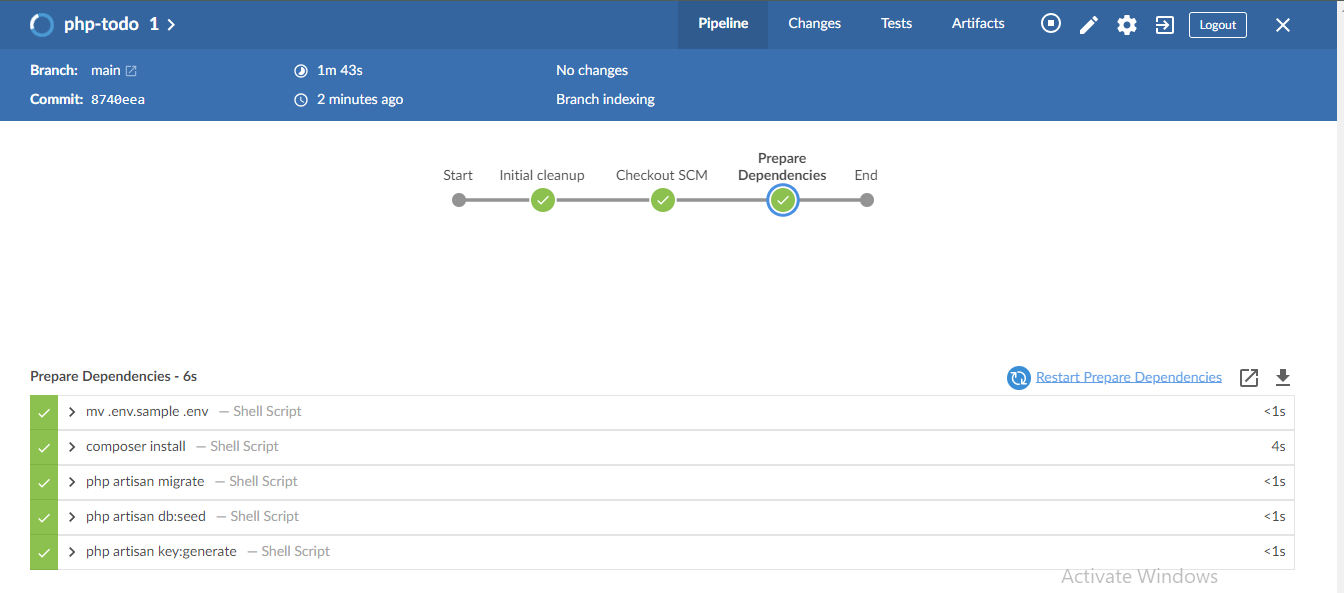 php-todo 1
Pipeline Changes Tests Artifacts Logout
Branch: main 1m 43s No changes
Commit: 8740eea 2 minutes ago Branch indexing
Start Initial cleanup Checkout SCM Prepare Dependencies End
Prepare Dependencies - 6s Restart Prepare Dependencies
mv .env.sample .env — Shell Script <1s
composer install — Shell Script 4s
php artisan migrate — Shell Script <1s
php artisan db:seed — Shell Script <1s
php artisan key:generate — Shell Script <1s
Activate Windows